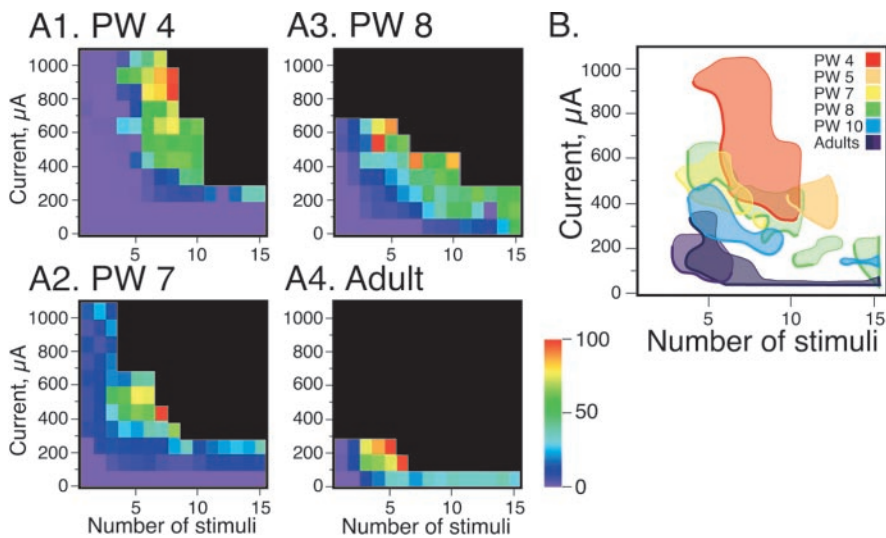 A1. PW 4
A3. PW 8
B.
Current, µA
1000
800
600
400
200
0
5
10
15
1000
800
600
400
200
0
5
10
15
Current, µA
1000
800
600
400
200
0
5
10
15
Number of stimuli
PW 4
PW 5
PW 7
PW 8
PW 10
Adults
A2. PW 7
A4. Adult
Current, µA
1000
800
600
400
200
0
5
10
15
Number of stimuli
1000
800
600
400
200
0
5
10
15
Number of stimuli
100
50
0